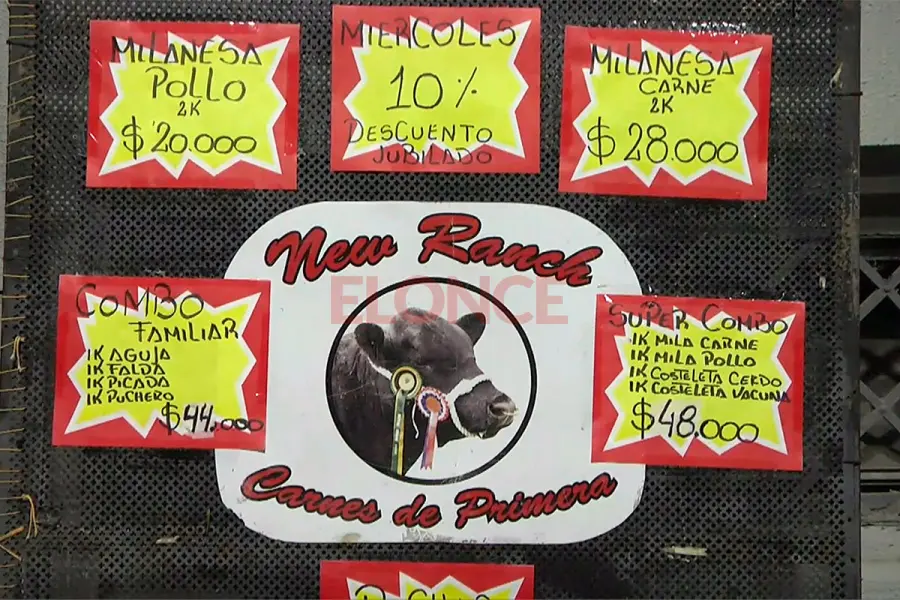 MILANESA
POLLO
2K
$ 20.000
MIERCOLES
10 %
DESCUENTO
JUBILADO
MILANESA
CARNE
2K
$ 28.000
New Ranch
ELONCE
Carnes de Primera
COMBO
FAMILIAR
1K AGUJA
1K FALDA
1K PICADA
1K PUCHERO
$44.000
SUPER COMBO
1K MILA CARNE
1K MILA POLLO
1K COSTELETA CERDO
1K COSTELETA VACUNA
$48.000